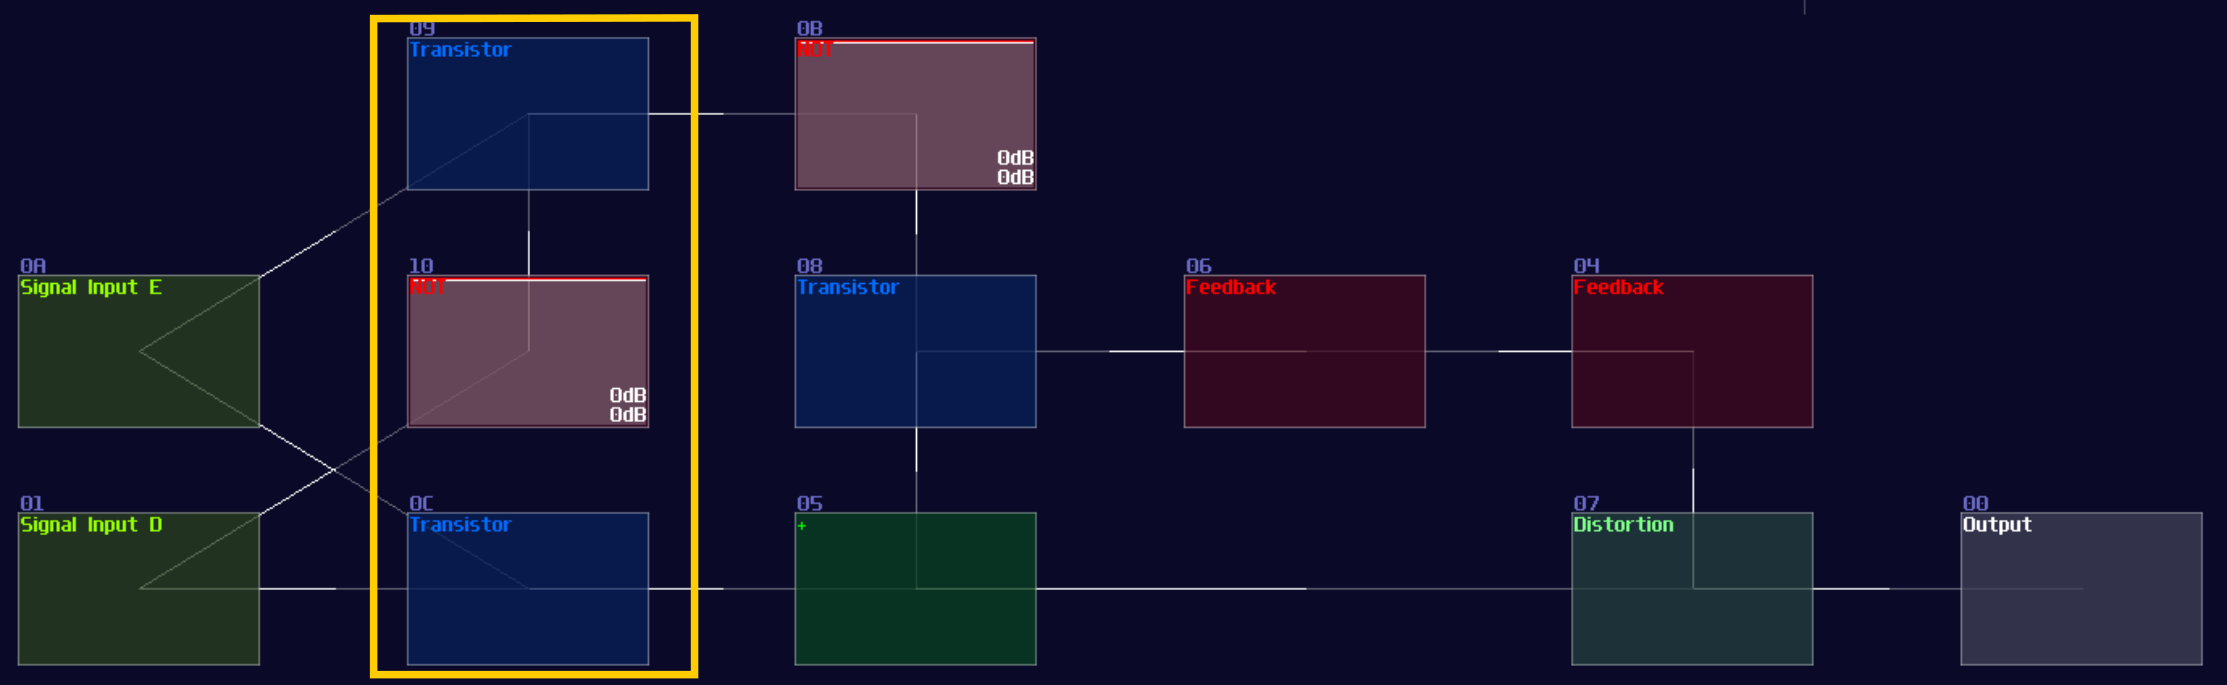 09
Transistor
0B
NOT
0dB
0dB
0A
Signal Input E
10
NOT
0dB
0dB
08
Transistor
06
Feedback
04
Feedback
01
Signal Input D
0C
Transistor
05
+
07
Distortion
00
Output